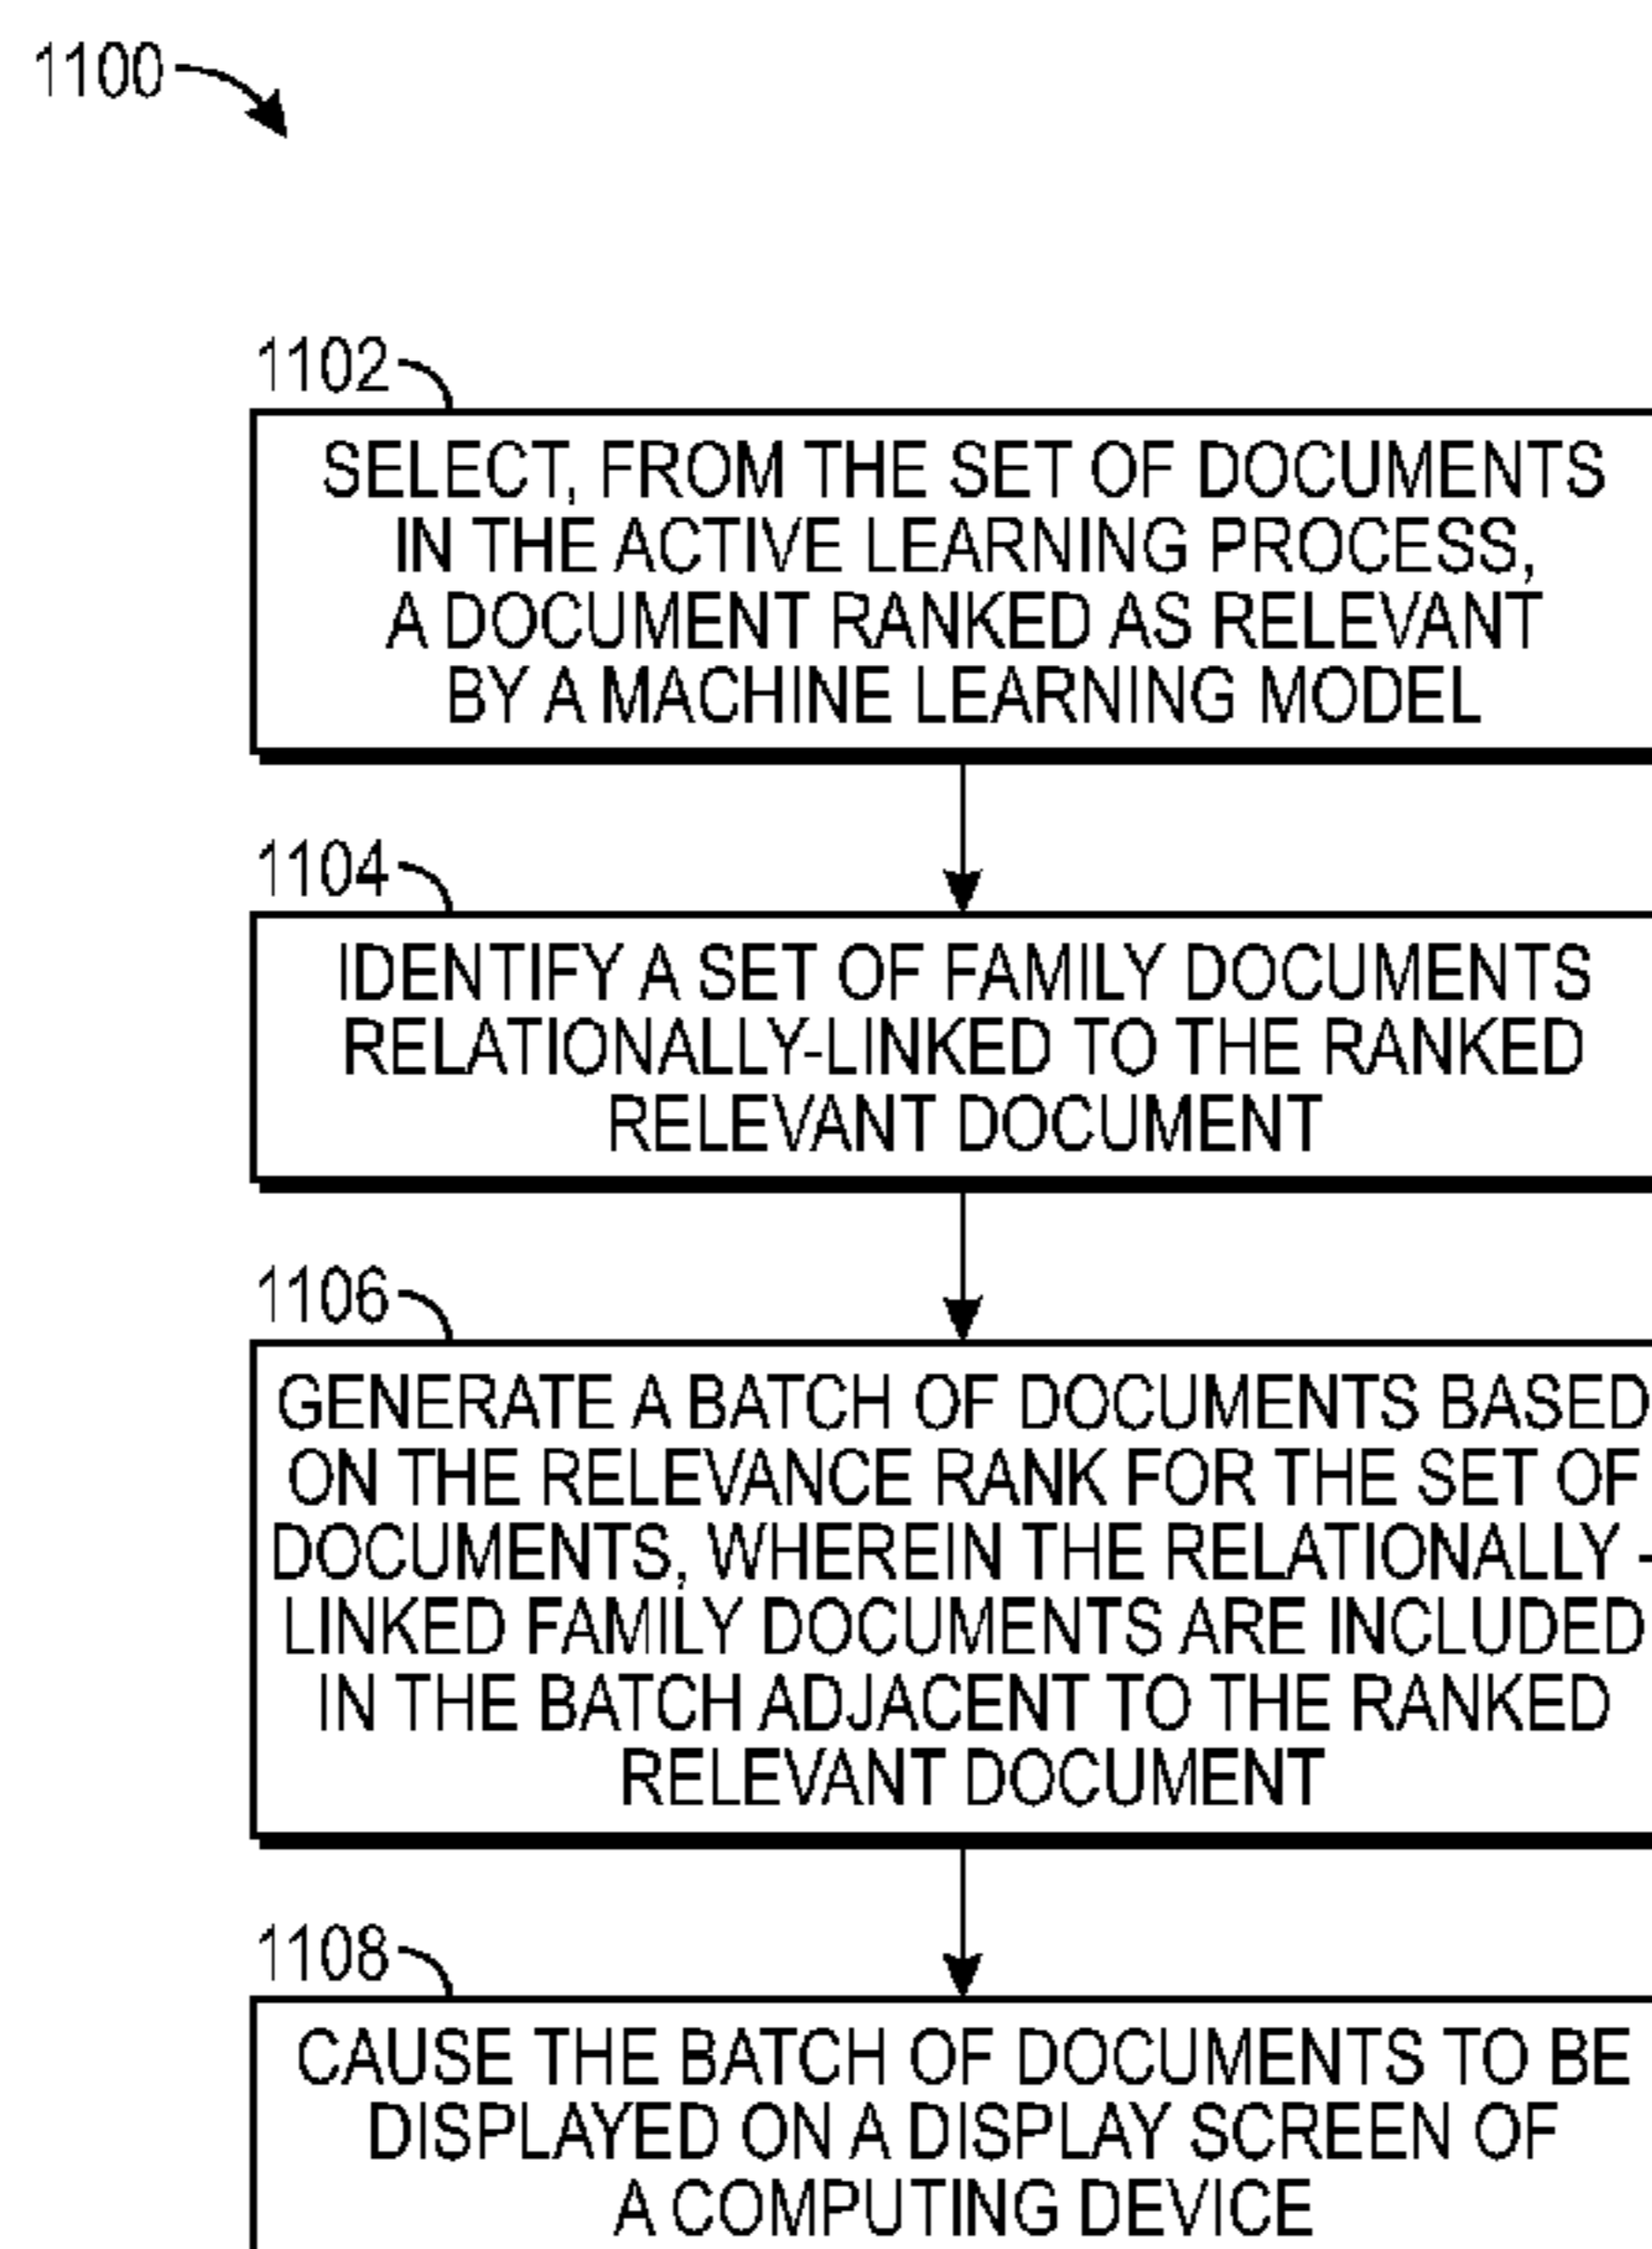 1100
1102
SELECT, FROM THE SET OF DOCUMENTS
IN THE ACTIVE LEARNING PROCESS,
A DOCUMENT RANKED AS RELEVANT
BY A MACHINE LEARNING MODEL
1104
IDENTIFY A SET OF FAMILY DOCUMENTS
RELATIONALLY-LINKED TO THE RANKED
RELEVANT DOCUMENT
1106
GENERATE A BATCH OF DOCUMENTS BASED
ON THE RELEVANCE RANK FOR THE SET OF
DOCUMENTS, WHEREIN THE RELATIONALLY -
LINKED FAMILY DOCUMENTS ARE INCLUDED
IN THE BATCH ADJACENT TO THE RANKED
RELEVANT DOCUMENT
1108
CAUSE THE BATCH OF DOCUMENTS TO BE
DISPLAYED ON A DISPLAY SCREEN OF
A COMPUTING DEVICE